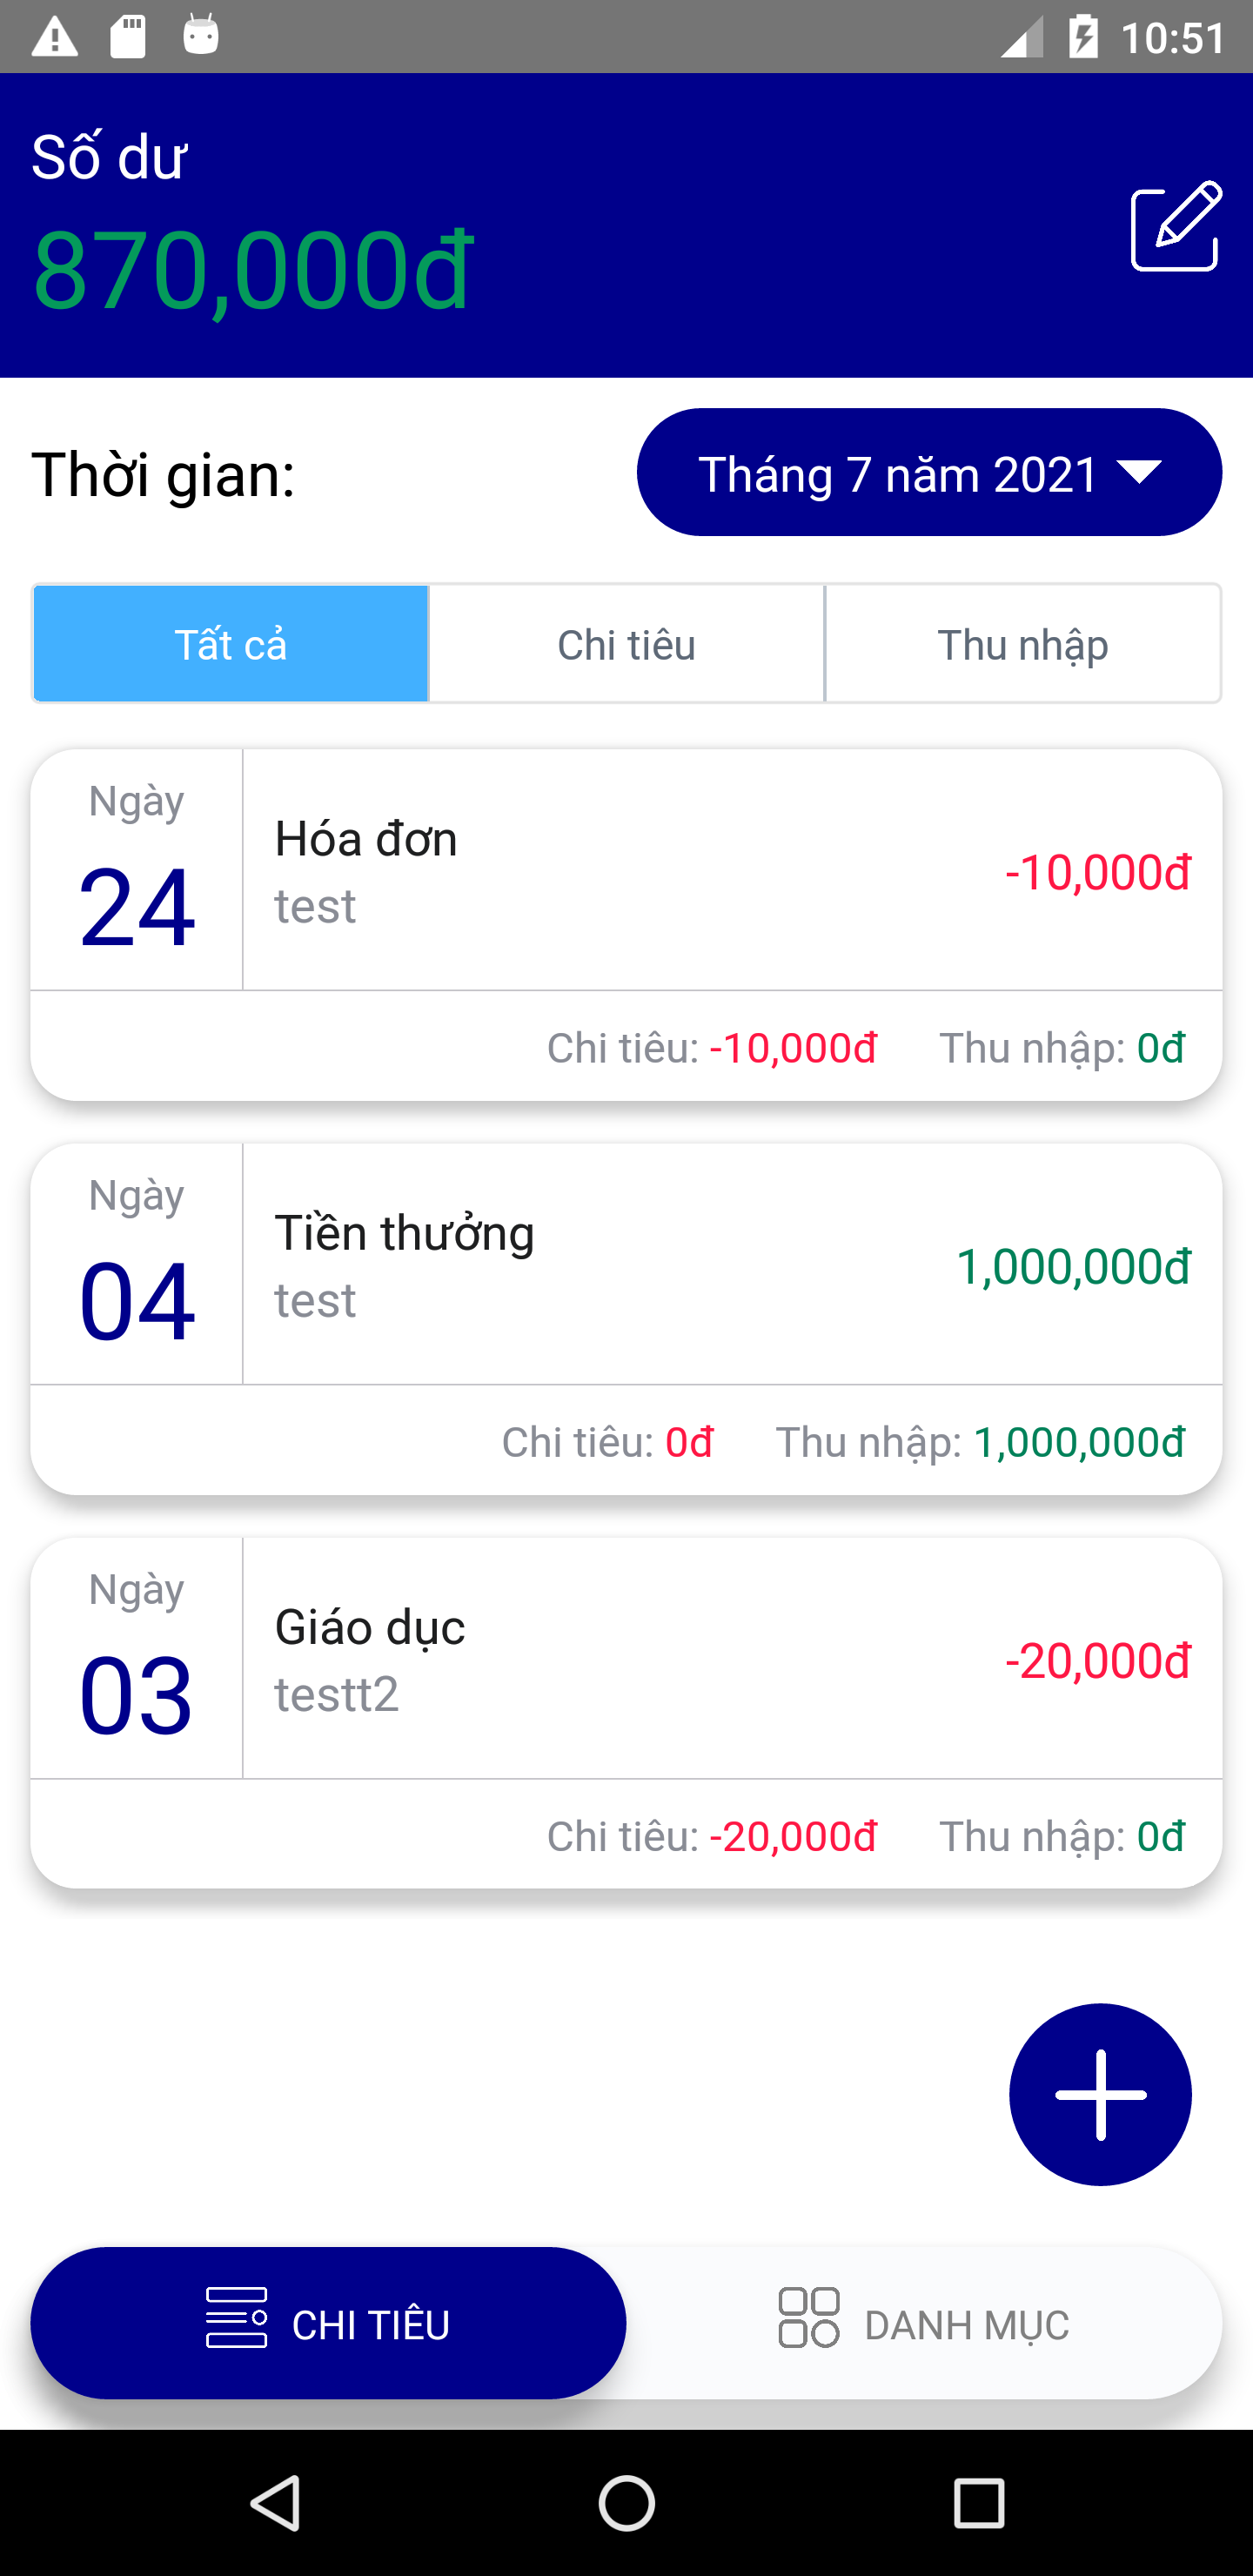 10:51
Số dư
870,000đ
Thời gian:
Tháng 7 năm 2021
Tất cả
Chi tiêu
Thu nhập
Ngày
24
Hóa đơn
test
-10,000đ
Chi tiêu: -10,000đ Thu nhập: 0đ
Ngày
04
Tiền thưởng
test
1,000,000đ
Chi tiêu: 0đ Thu nhập: 1,000,000đ
Ngày
03
Giáo dục
testt2
-20,000đ
Chi tiêu: -20,000đ Thu nhập: 0đ
CHI TIÊU
DANH MỤC